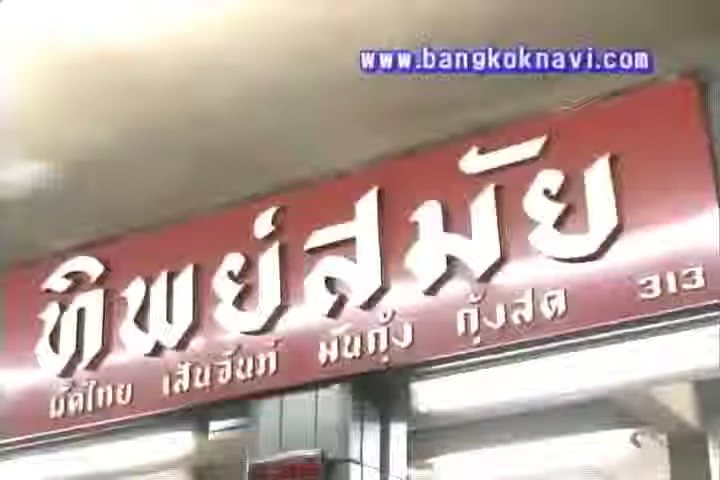 www.bangkoknavi.com
ทิพย์สมัย
ผัดไทย เส้นจันท์ มันกุ้ง กุ้งสด 313